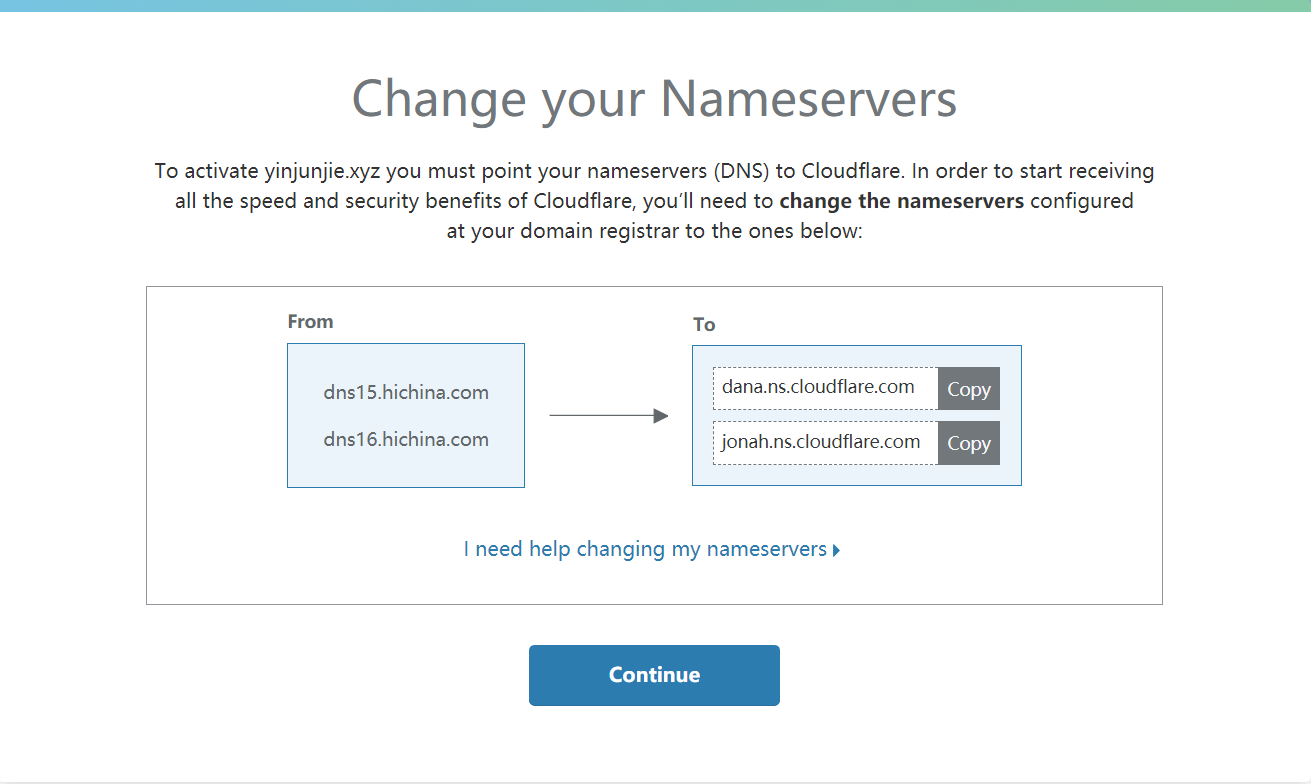 Change your Nameservers
To activate yinjunjie.xyz you must point your nameservers (DNS) to Cloudflare. In order to start receiving
all the speed and security benefits of Cloudflare, you’ll need to change the nameservers configured
at your domain registrar to the ones below:
From
dns15.hichina.com
dns16.hichina.com
To
dana.ns.cloudflare.com Copy
jonah.ns.cloudflare.com Copy
I need help changing my nameservers
Continue